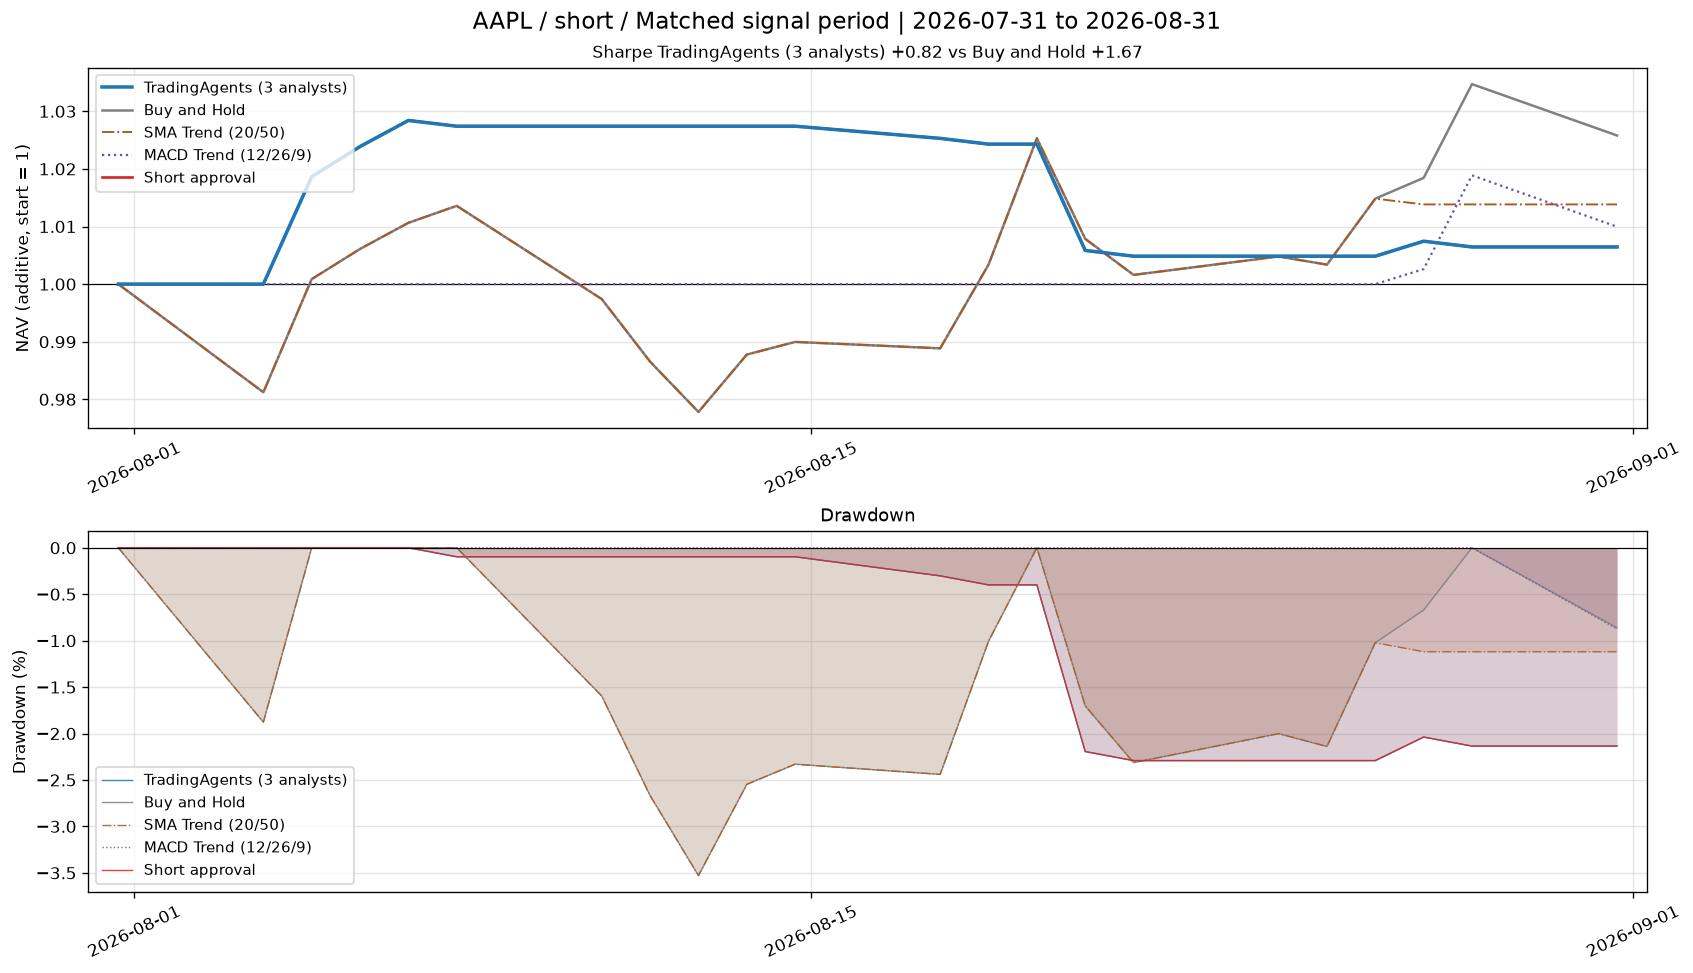 AAPL / short / Matched signal period | 2026-07-31 to 2026-08-31
Sharpe TradingAgents (3 analysts) +0.82 vs Buy and Hold +1.67
NAV (additive, start = 1)
1.03
1.02
1.01
1.00
0.99
0.98
TradingAgents (3 analysts)
Buy and Hold
SMA Trend (20/50)
MACD Trend (12/26/9)
Short approval
2026-08-01
2026-08-15
2026-09-01
Drawdown
Drawdown (%)
0.0
−0.5
−1.0
−1.5
−2.0
−2.5
−3.0
−3.5
TradingAgents (3 analysts)
Buy and Hold
SMA Trend (20/50)
MACD Trend (12/26/9)
Short approval
2026-08-01
2026-08-15
2026-09-01